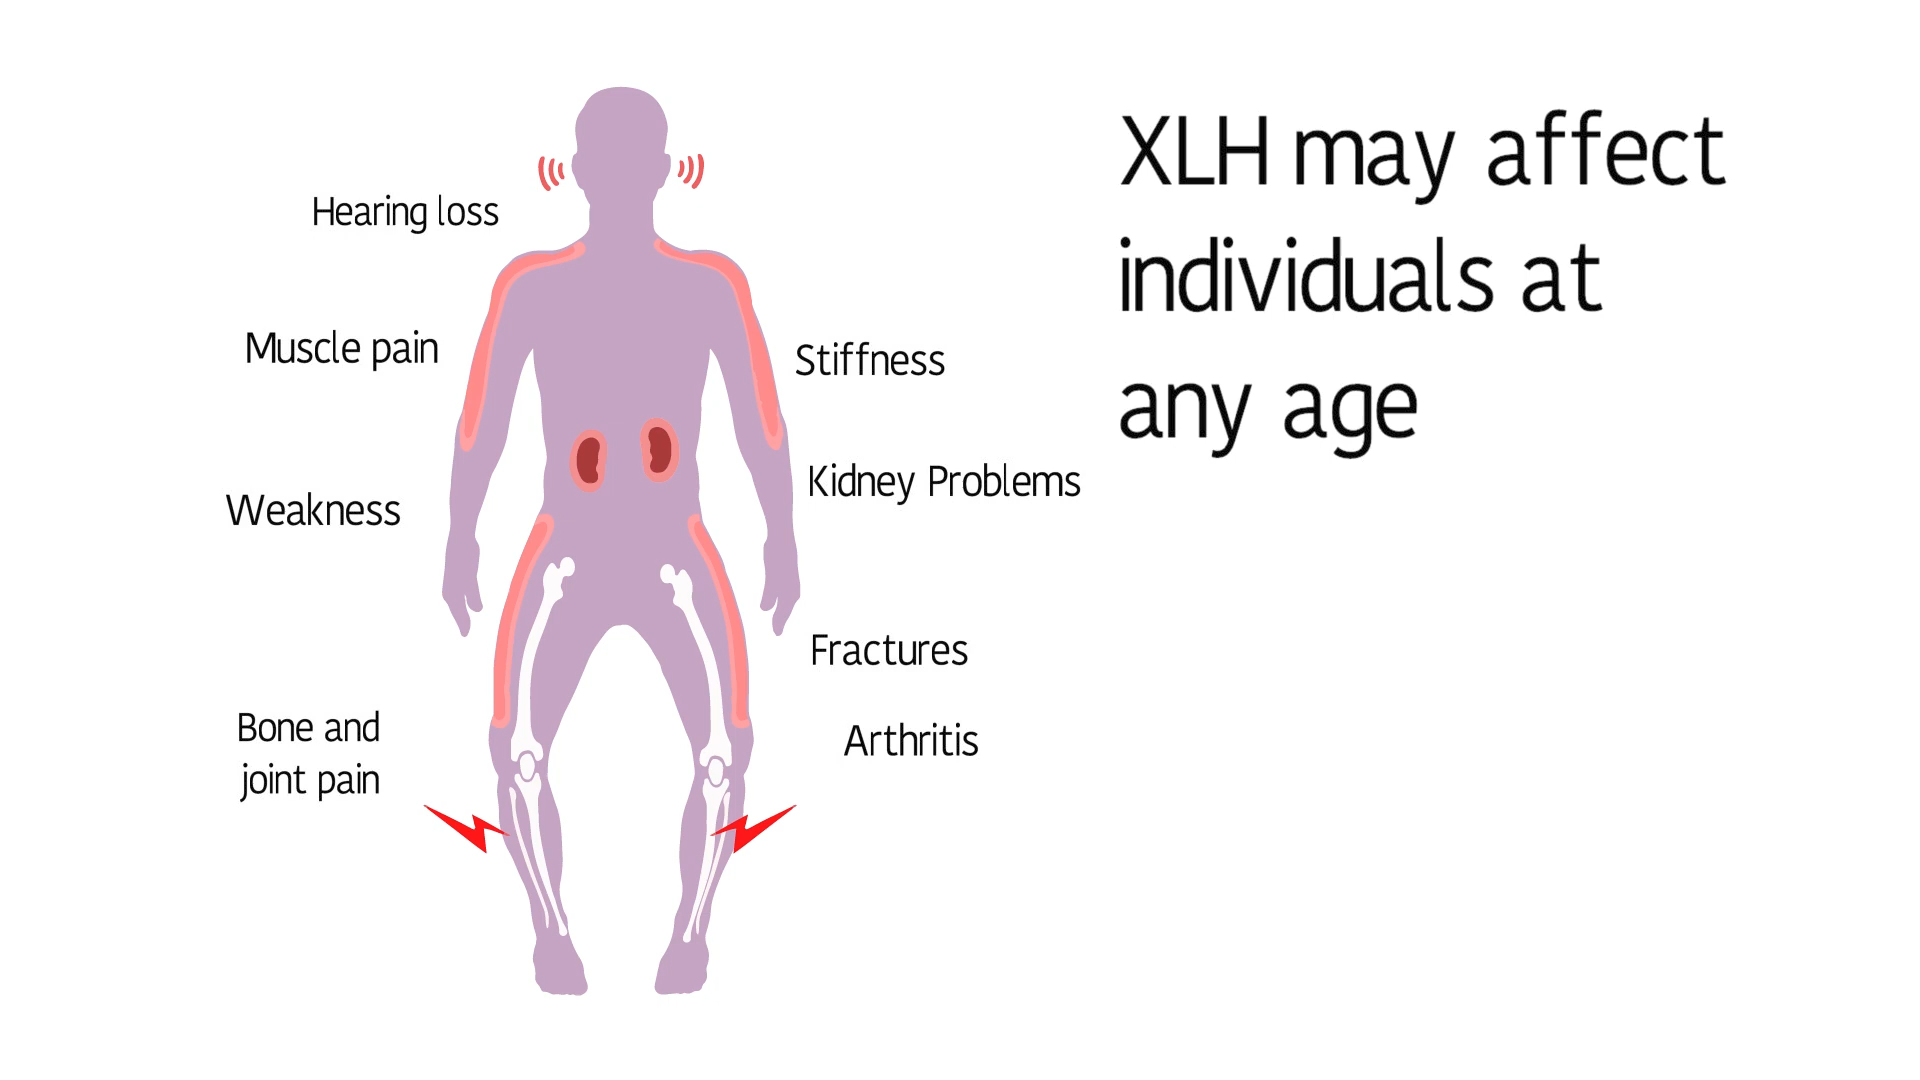 Hearing loss
Muscle pain
Weakness
Bone and
joint pain
Stiffness
Kidney Problems
Fractures
Arthritis
XLH may affect
individuals at
any age